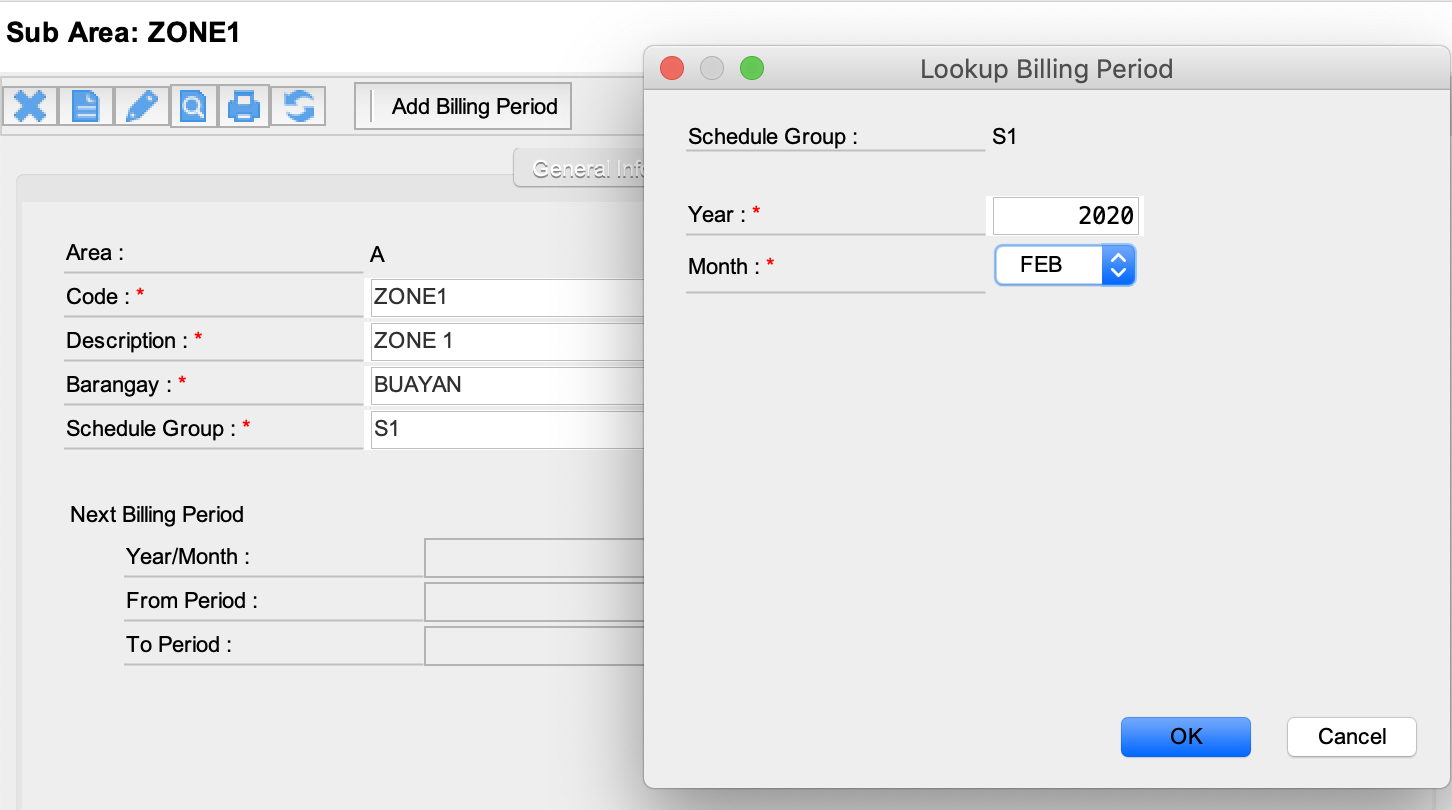 Sub Area: ZONE1
Add Billing Period
General
Area :
A
Code : *
ZONE1
Description : *
ZONE 1
Barangay : *
BUAYAN
Schedule Group : *
S1
Next Billing Period
Year/Month :
From Period :
To Period :
Lookup Billing Period
Schedule Group :
S1
Year : *
2020
Month : *
FEB
OK
Cancel